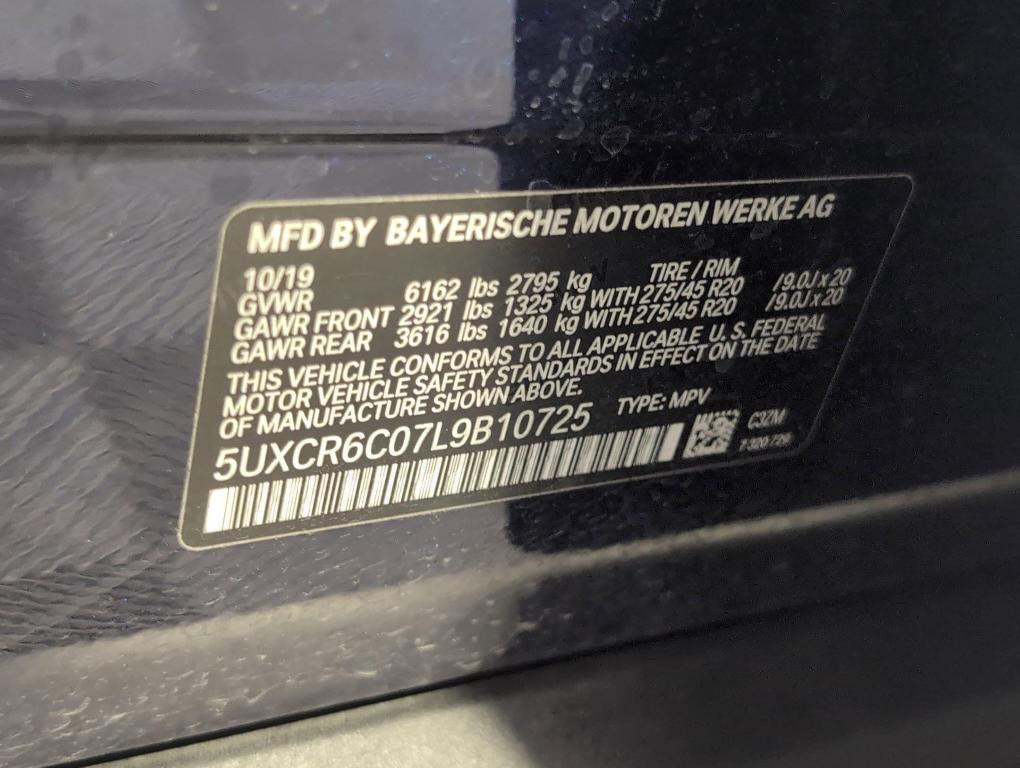 MFD BY BAYERISCHE MOTOREN WERKE AG
10/19 TIRE / RIM
GVWR 6162 lbs 2795 kg
GAWR FRONT 2921 lbs 1325 kg WITH 275/45 R20 /9.0J x 20
GAWR REAR 3616 lbs 1640 kg WITH 275/45 R20 /9.0J x 20
THIS VEHICLE CONFORMS TO ALL APPLICABLE U. S. FEDERAL
MOTOR VEHICLE SAFETY STANDARDS IN EFFECT ON THE DATE
OF MANUFACTURE SHOWN ABOVE.
5UXCR6C07L9B10725 TYPE: MPV
C3ZM